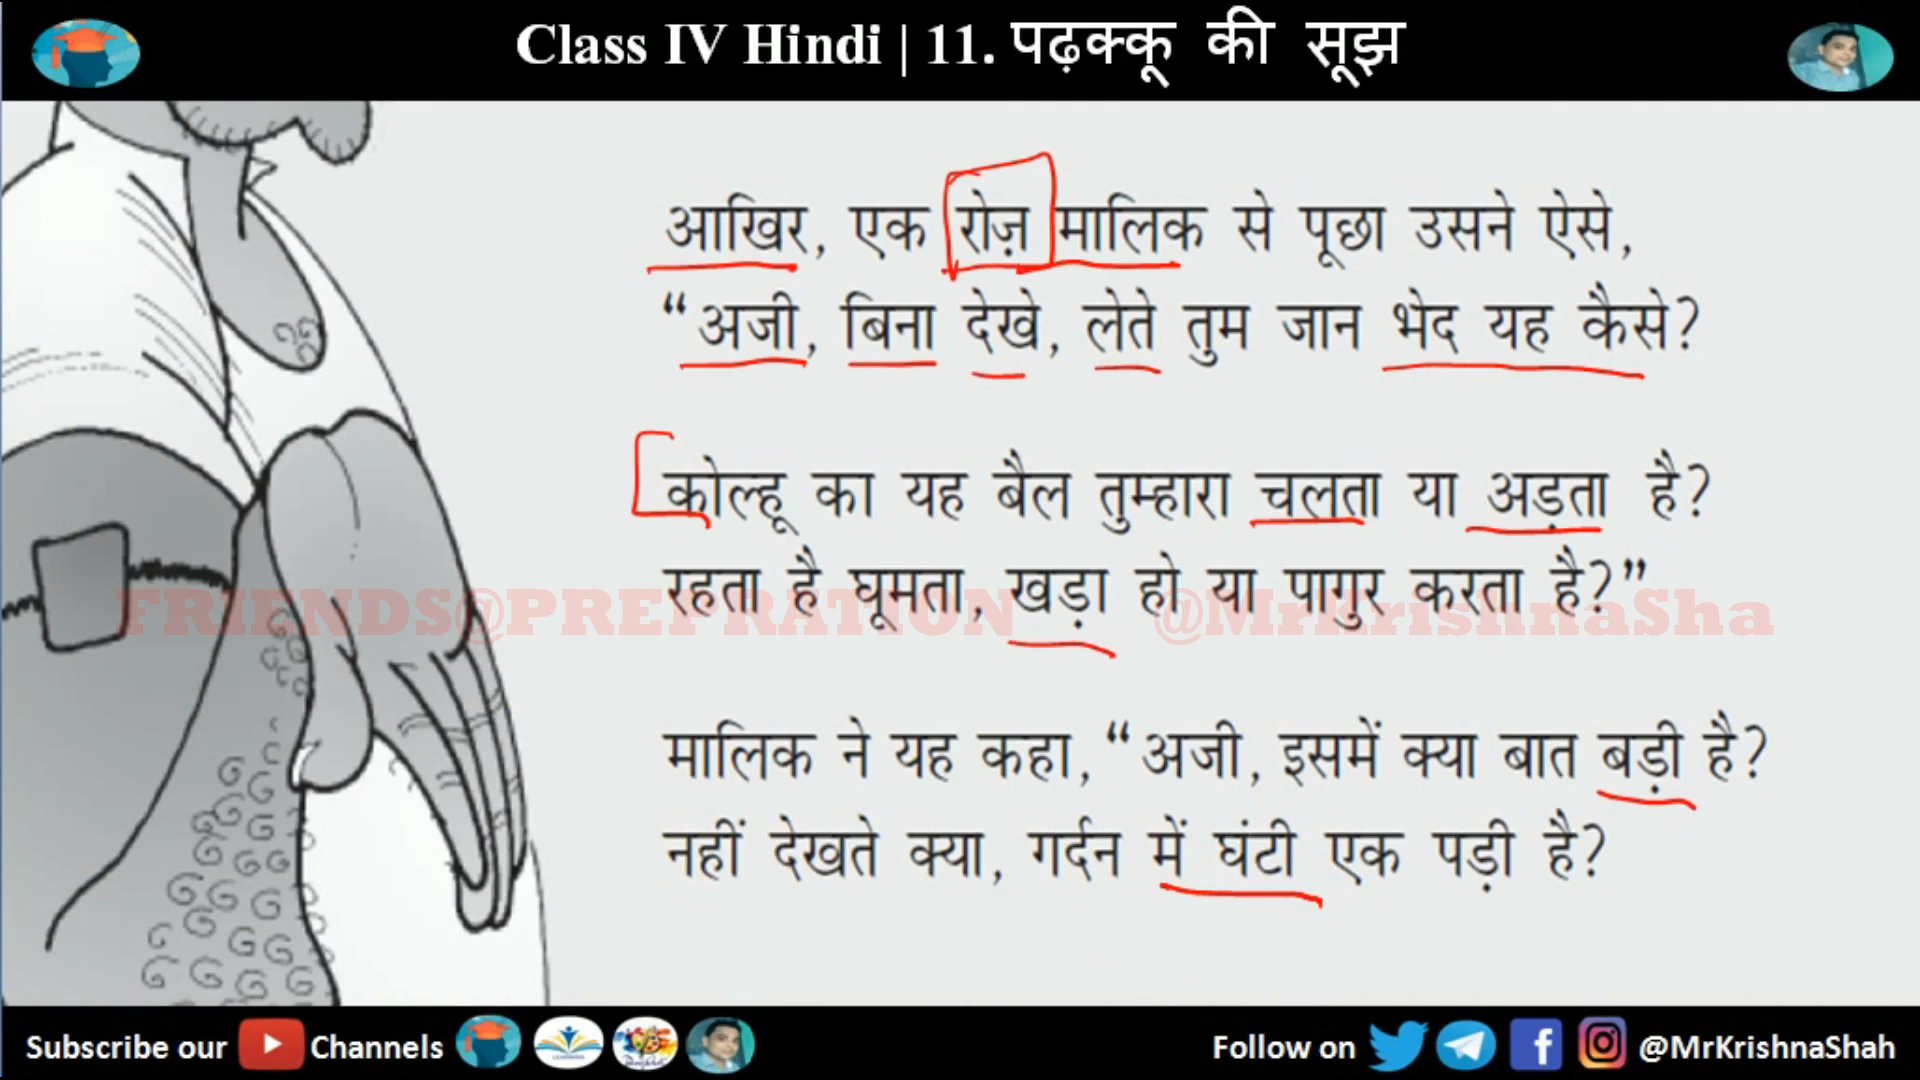 Class IV Hindi | 11. पढ़क्कू की सूझ
आखिर, एक रोज़ मालिक से पूछा उसने ऐसे,
“अजी, बिना देखे, लेते तुम जान भेद यह कैसे?
कोल्हू का यह बैल तुम्हारा चलता या अड़ता है?
रहता है घूमता, खड़ा हो या पागुर करता है?”
FRIENDS@PREPRATION @MrKrishnaSha
मालिक ने यह कहा, “अजी, इसमें क्या बात बड़ी है?
नहीं देखते क्या, गर्दन में घंटी एक पड़ी है?
Subscribe our Channels Follow on @MrKrishnaShah